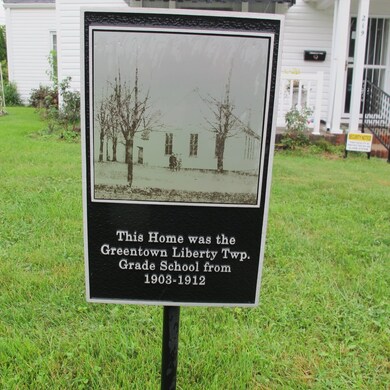 This Home was the
Greentown Liberty Twp.
Grade School from
1903-1912